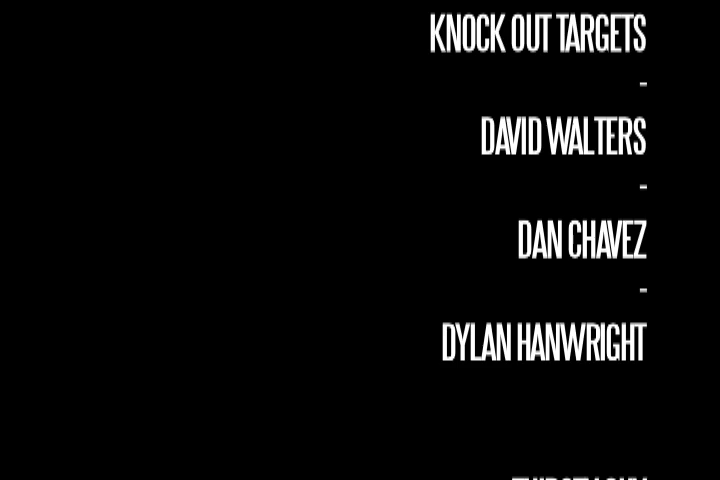 KNOCK OUT TARGETS
-
DAVID WALTERS
-
DAN CHAVEZ
-
DYLAN HANWRIGHT